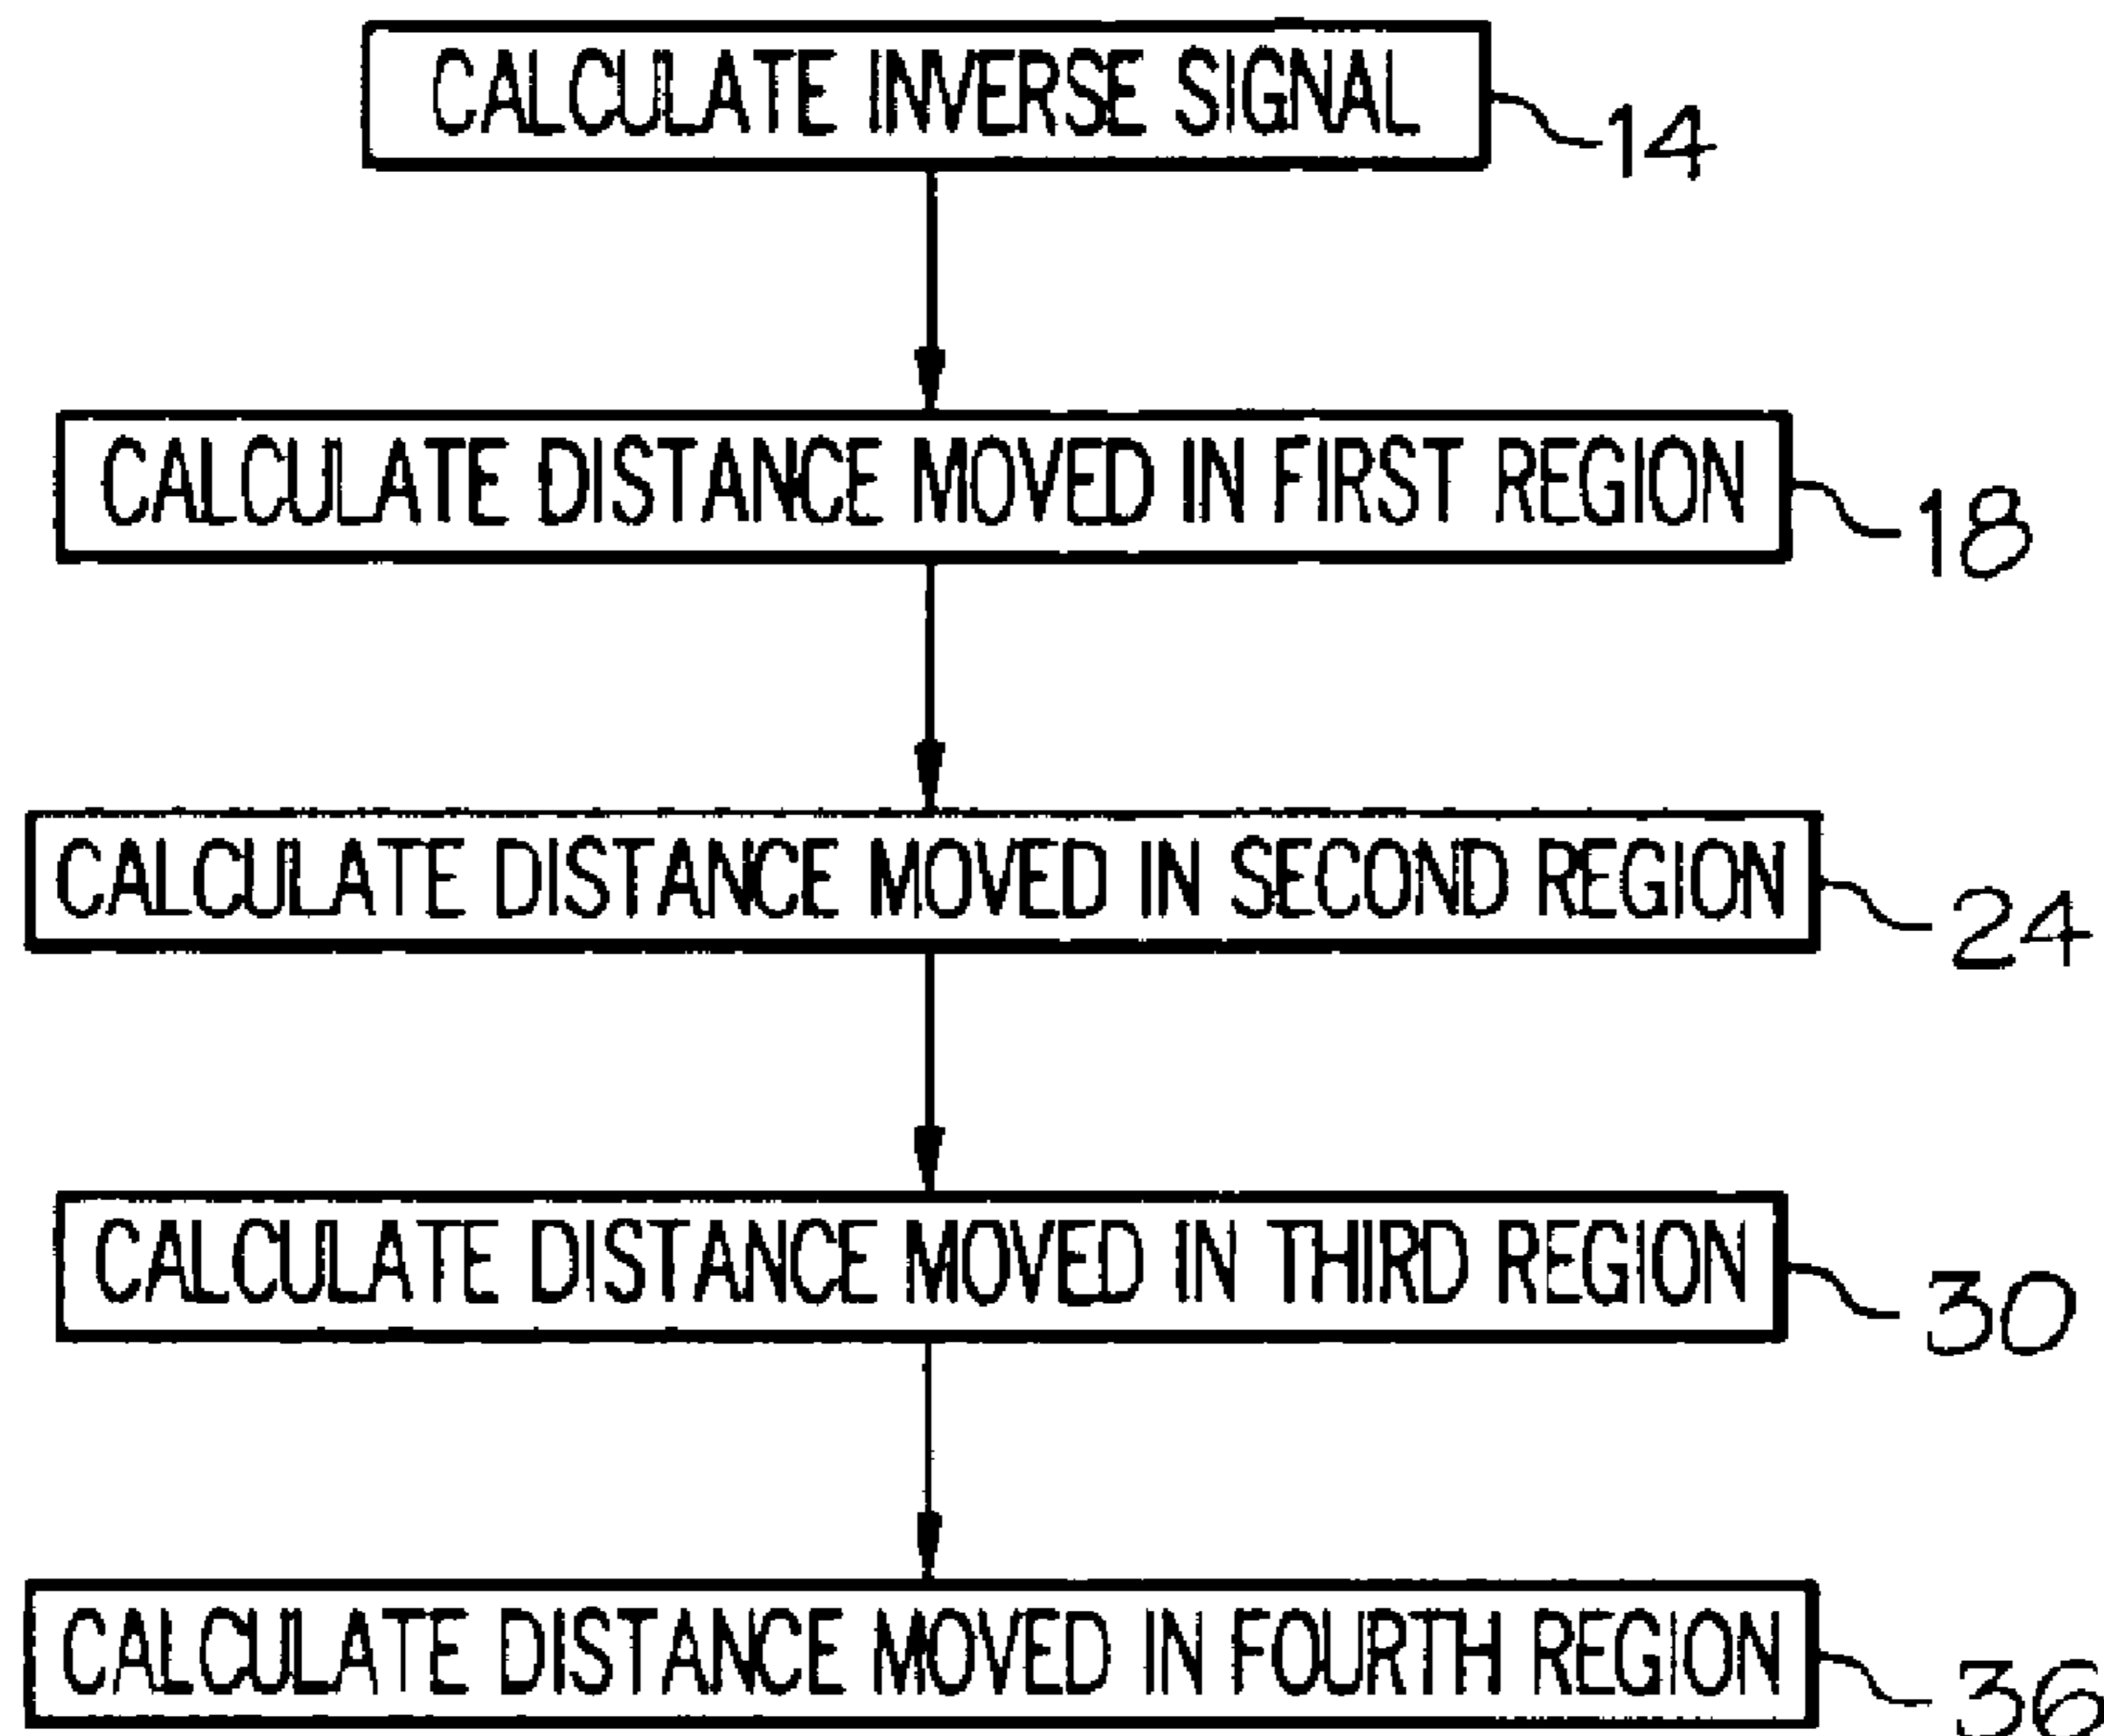 CALCULATE INVERSE SIGNAL
14
CALCULATE DISTANCE MOVED IN FIRST REGION
18
CALCULATE DISTANCE MOVED IN SECOND REGION
24
CALCULATE DISTANCE MOVED IN THIRD REGION
30
CALCULATE DISTANCE MOVED IN FOURTH REGION
36